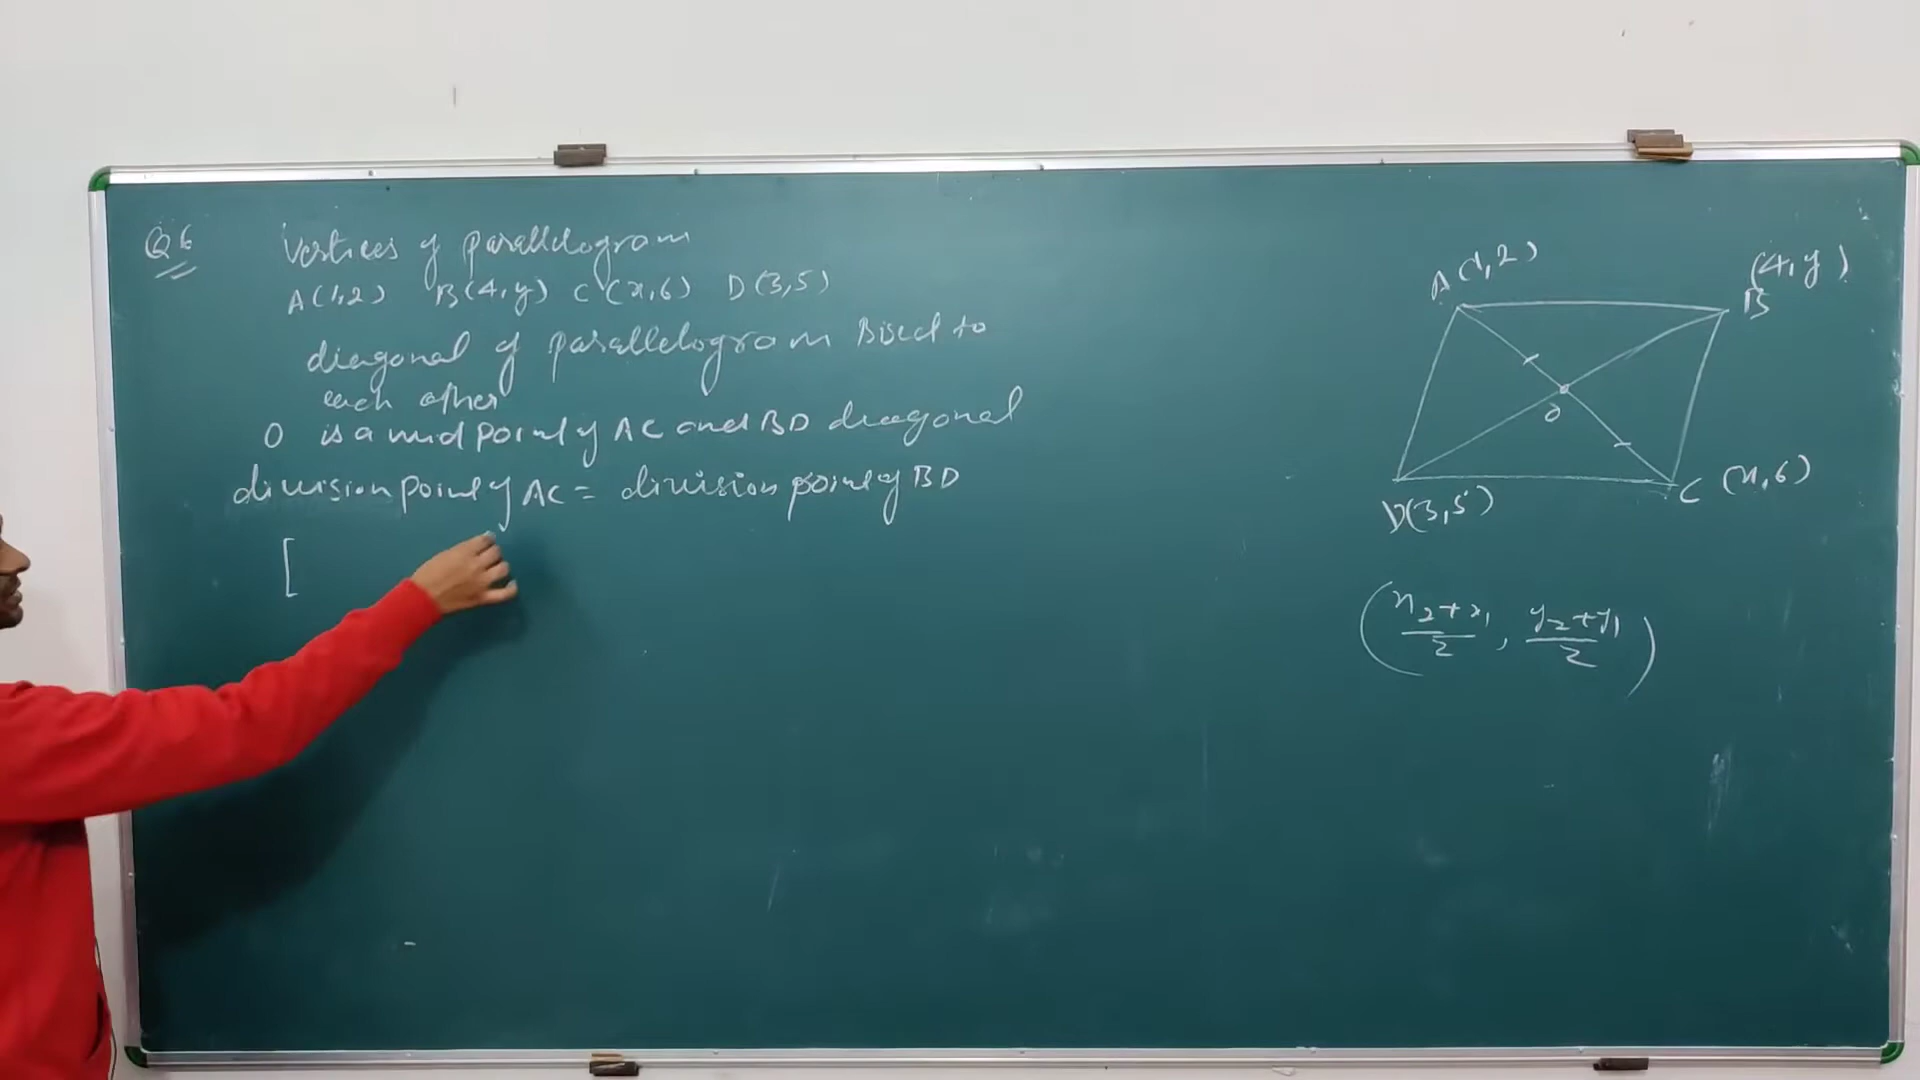 Q6 Vertices of parallelogram
A(1,2) B(4,y) C(x,6) D(3,5)
diagonal of parallelogram Bisect to
each other
O is a mid point of AC and BD diagonal
division point of AC = division point of BD
[
A(1,2)
(4,y)
B
O
D(3,5)
C (x,6)
(x2+x1/2, y2+y1/2)